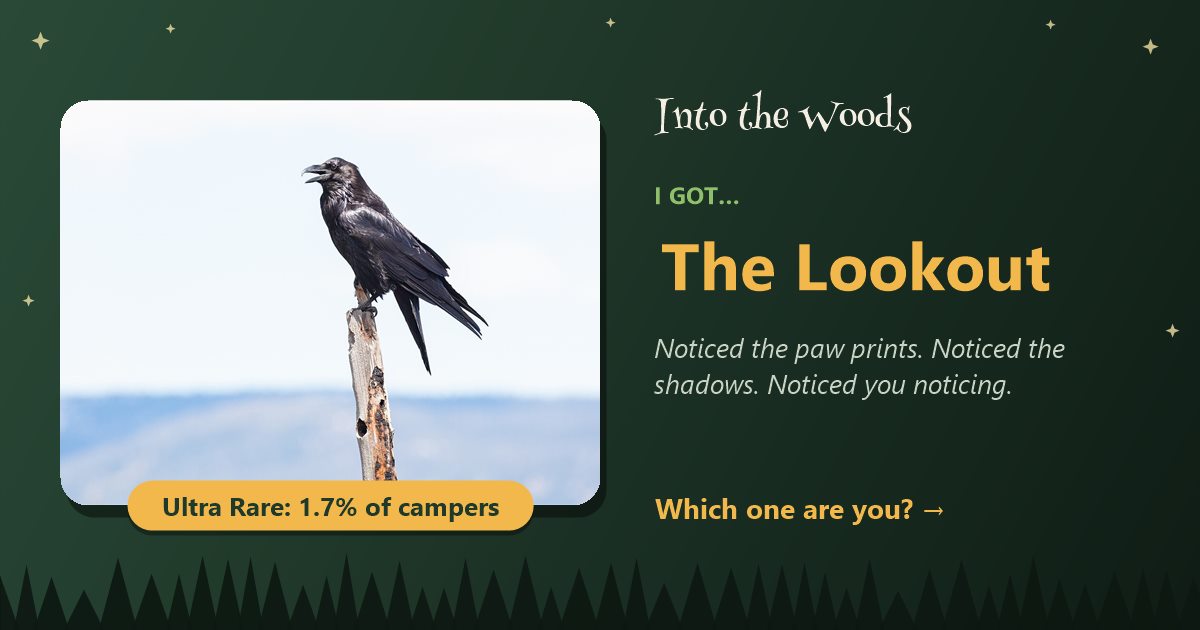 Into the Woods
I GOT...
The Lookout
Noticed the paw prints. Noticed the
shadows. Noticed you noticing.
Ultra Rare: 1.7% of campers
Which one are you? →